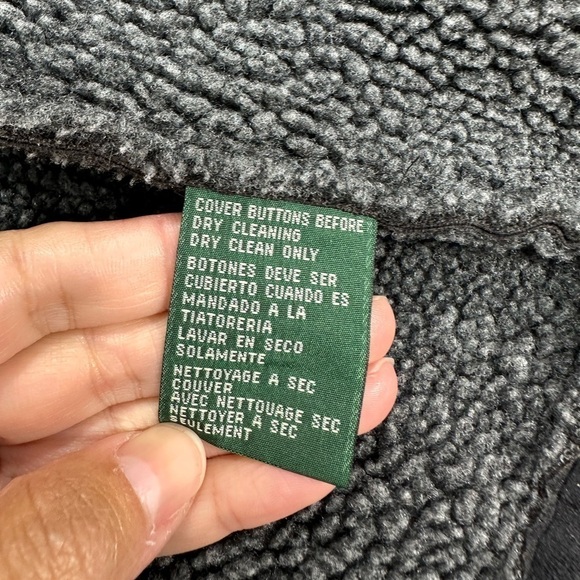 COVER BUTTONS BEFORE
DRY CLEANING
DRY CLEAN ONLY
BOTONES DEVE SER
CUBIERTO CUANDO ES
MANDADO A LA
TIATORERIA
LAVAR EN SECO
SOLAMENTE
NETTOYAGE A SEC
COUVER
AVEC NETTOUAGE SEC
NETTOYER A SEC
SEULEMENT